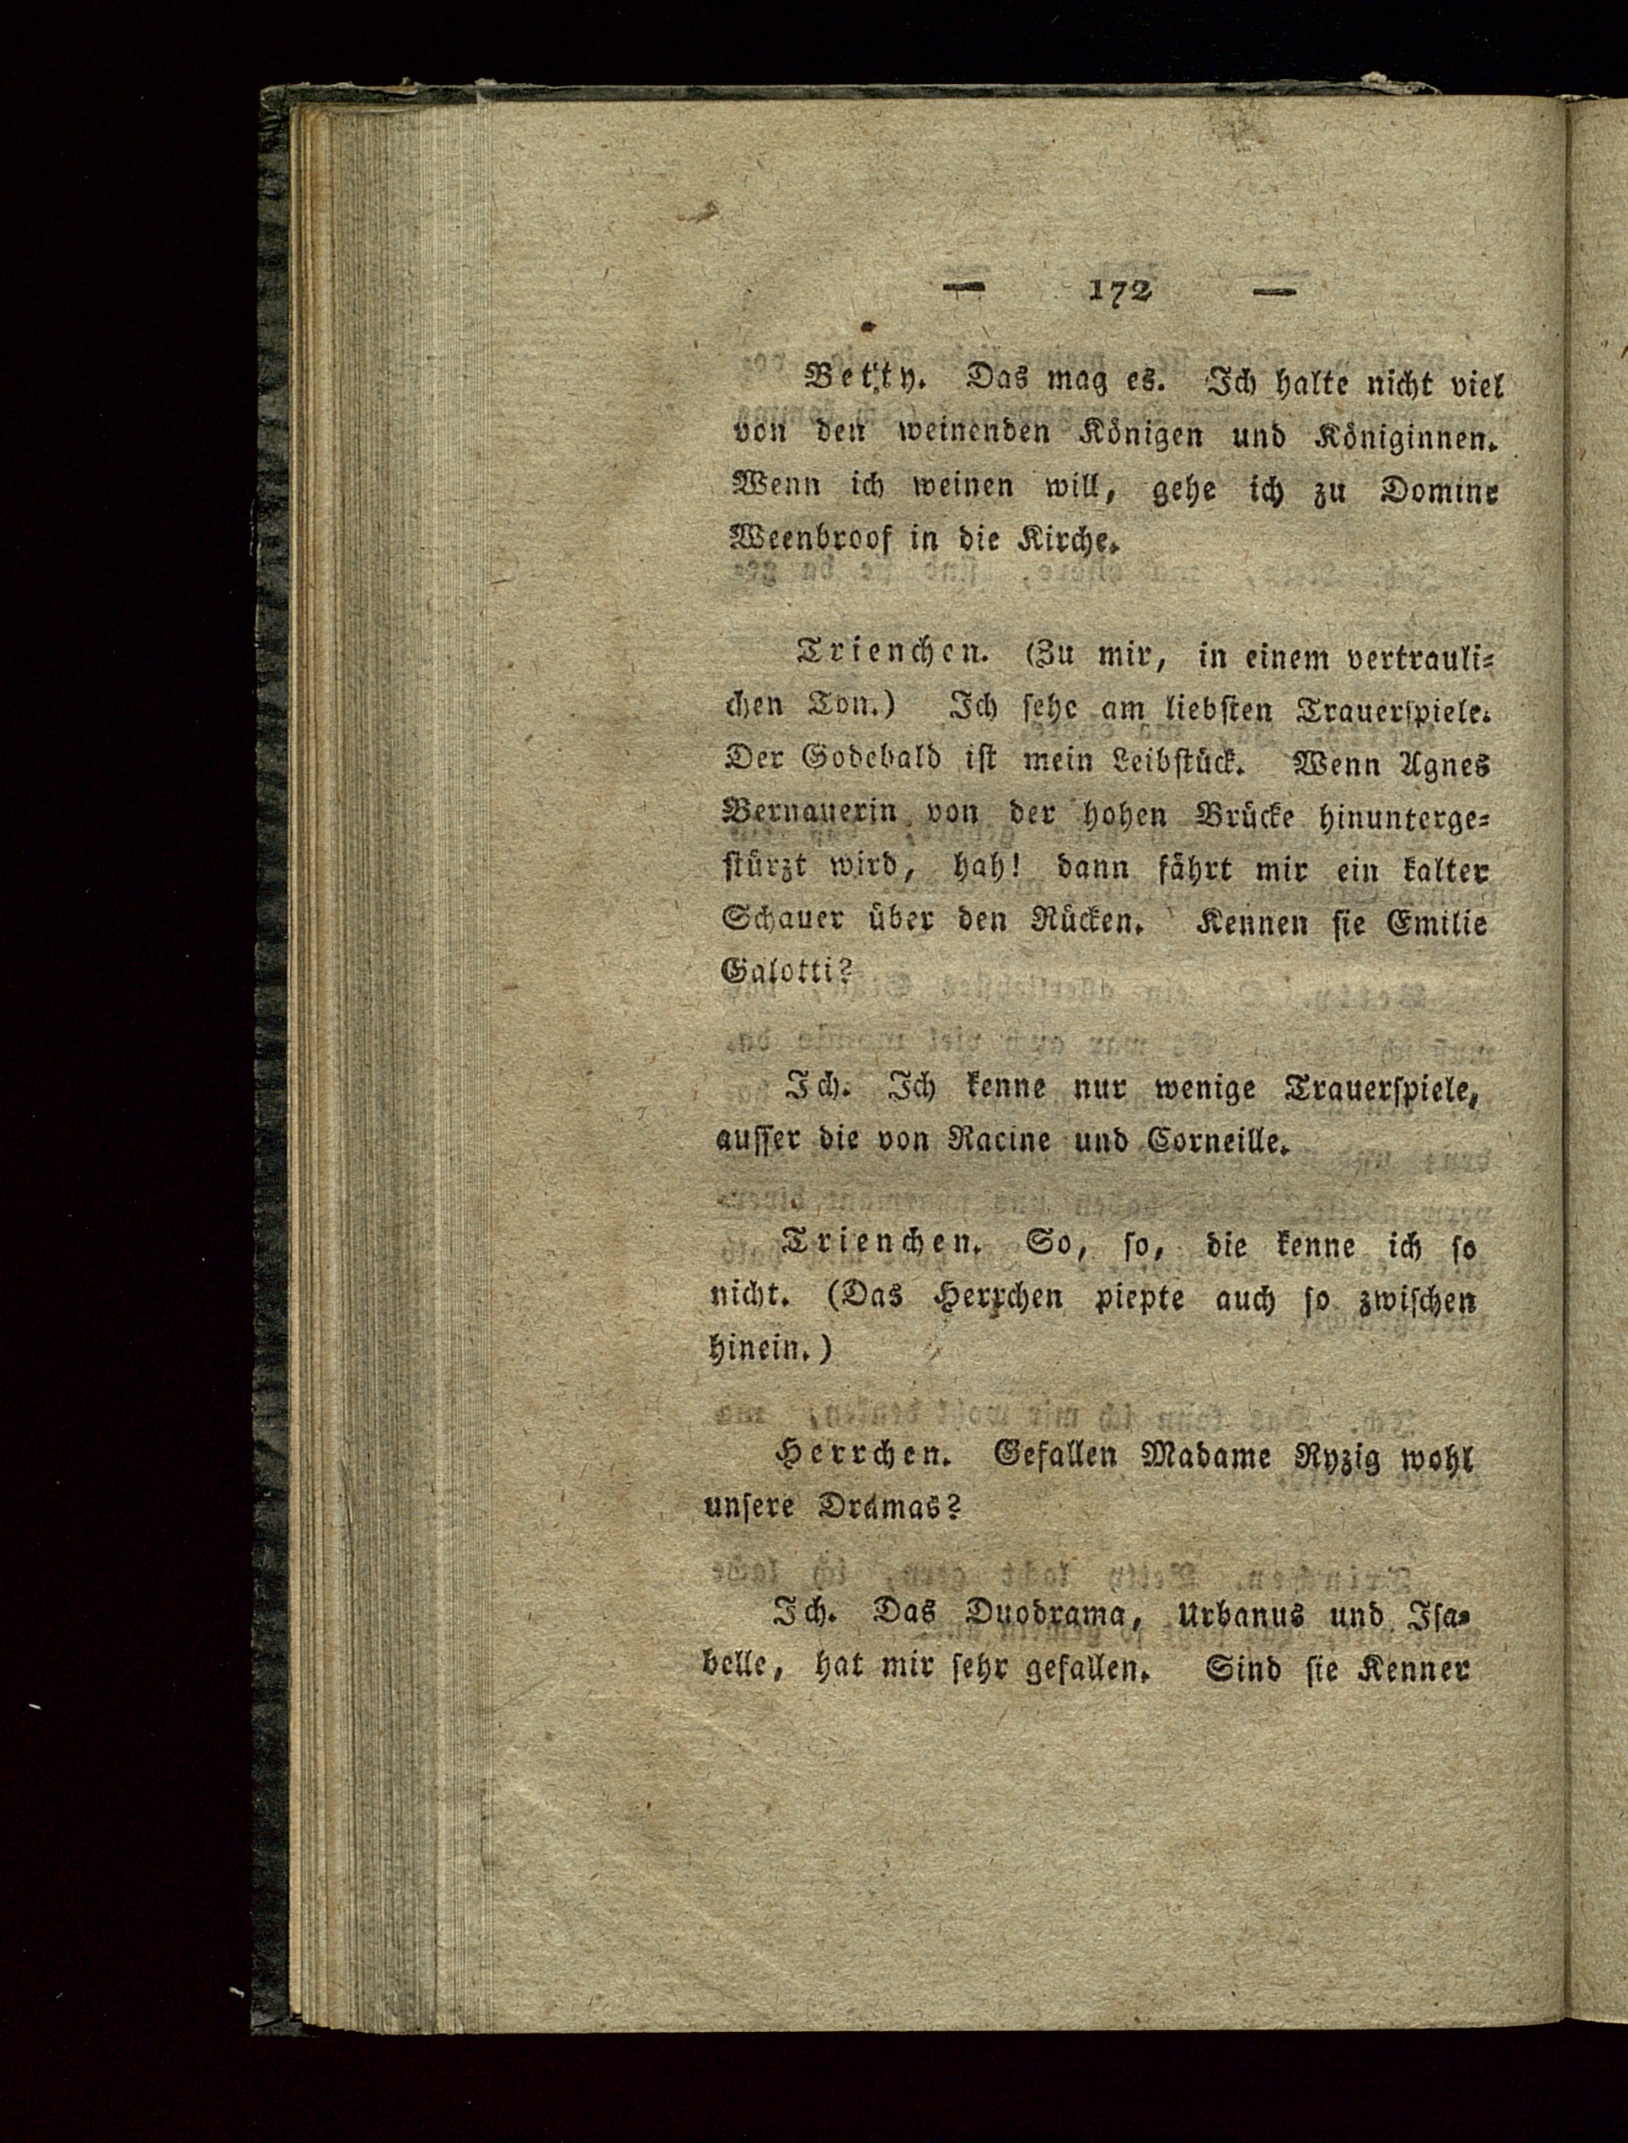 — 172 —
Betty. Das mag es. Ich halte nicht viel
von den weinenden Königen und Königinnen.
Wenn ich weinen will, gehe ich zu Domine
Weenbroof in die Kirche.
Trienchen. (Zu mir, in einem vertrauli-
chen Ton.) Ich sehe am liebsten Trauerspiele.
Der Godebald ist mein Leibstück. Wenn Agnes
Bernauerin von der hohen Brücke hinunterge-
stürzt wird, hah! dann fährt mir ein kalter
Schauer über den Rücken. Kennen sie Emilie
Galotti?
Ich. Ich kenne nur wenige Trauerspiele,
ausser die von Racine und Corneille.
Trienchen. So, so, die kenne ich so
nicht. (Das Herrchen piepte auch so zwischen
hinein.)
Herrchen. Gefallen Madame Ryzig wohl
unsere Dramas?
Ich. Das Duodrama, Urbanus und Isa-
belle, hat mir sehr gefallen. Sind sie Kenner